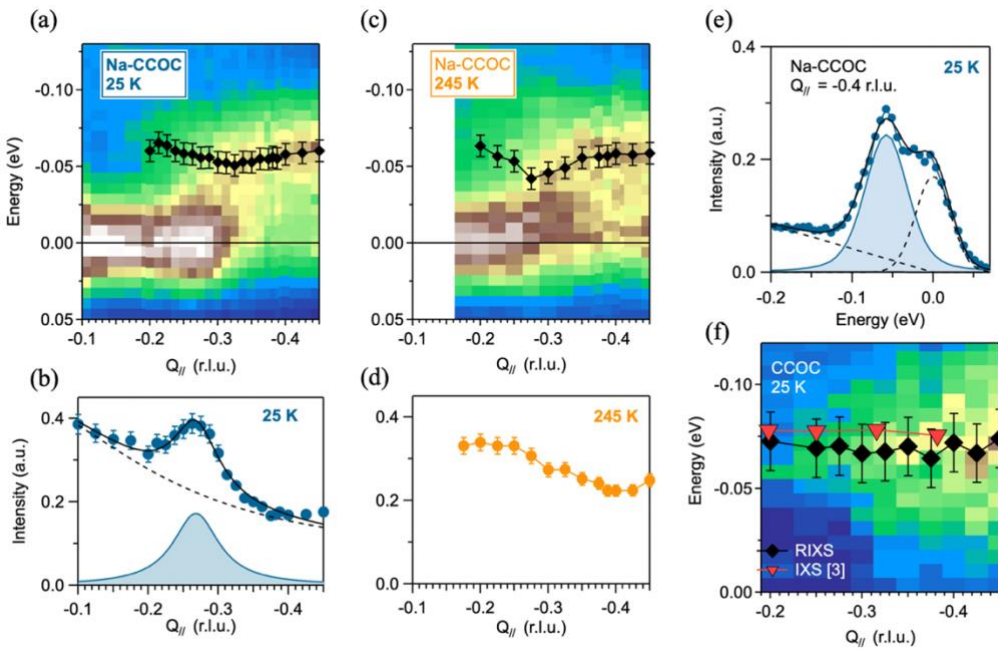 (a)
Na-CCOC
25 K
Energy (eV)
-0.10
-0.05
0.00
0.05
-0.1 -0.2 -0.3 -0.4
Q// (r.l.u.)
(b)
25 K
Intensity (a.u.)
0.4
0.2
0.0
-0.1 -0.2 -0.3 -0.4
Q// (r.l.u.)
(c)
Na-CCOC
245 K
-0.10
-0.05
0.00
0.05
-0.1 -0.2 -0.3 -0.4
Q// (r.l.u.)
(d)
245 K
0.4
0.2
0.0
-0.1 -0.2 -0.3 -0.4
Q// (r.l.u.)
(e)
Na-CCOC
Q// = -0.4 r.l.u.
25 K
Intensity (a.u.)
0.4
0.2
0.0
-0.2 -0.1 0.0
Energy (eV)
(f)
CCOC
25 K
Energy (eV)
-0.10
-0.05
0.00
RIXS
IXS [3]
-0.2 -0.3 -0.4
Q// (r.l.u.)